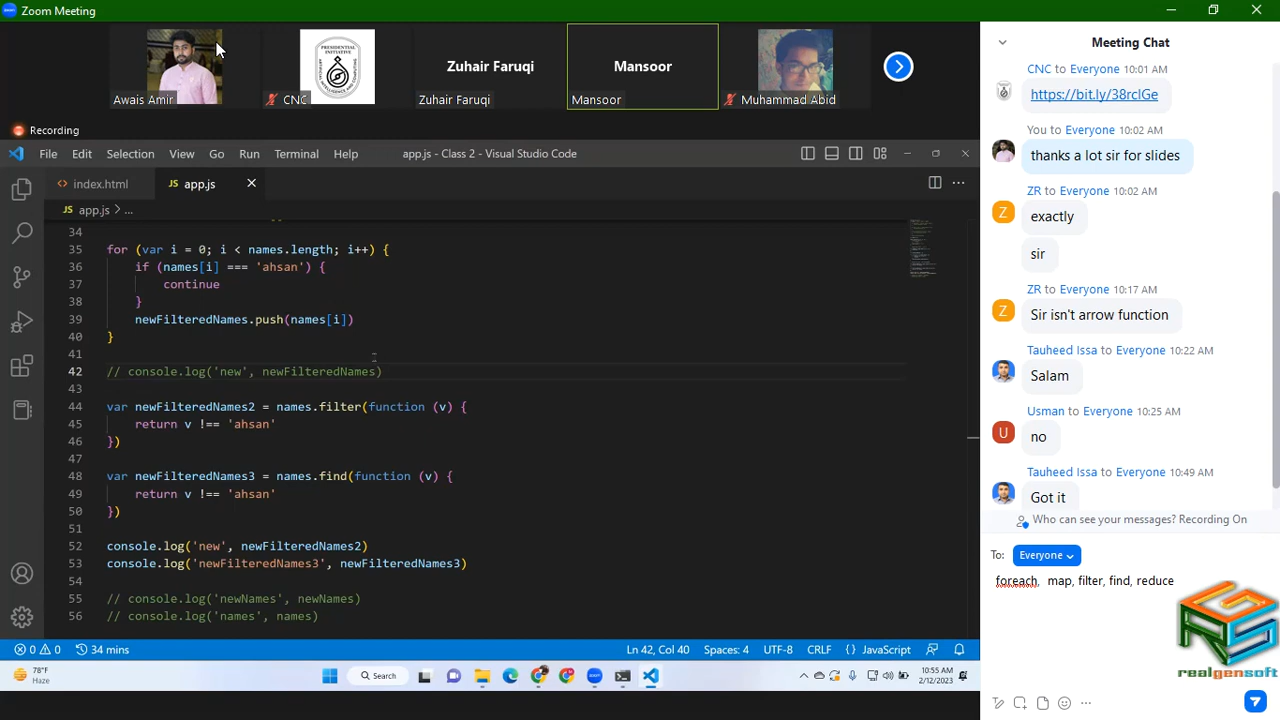 Zoom Meeting
Awais Amir
PRESIDENTIAL
INITIATIVE
CNC
Zuhair Faruqi
Zuhair Faruqi
Mansoor
Mansoor
Muhammad Abid
Recording
File Edit Selection View Go Run Terminal Help
app.js - Class 2 - Visual Studio Code
index.html
JS app.js
JS app.js > ...
34
35 for (var i = 0; i < names.length; i++) {
36 if (names[i] === 'ahsan') {
37 continue
38 }
39 newFilteredNames.push(names[i])
40 }
41
42 // console.log('new', newFilteredNames)
43
44 var newFilteredNames2 = names.filter(function (v) {
45 return v !== 'ahsan'
46 })
47
48 var newFilteredNames3 = names.find(function (v) {
49 return v !== 'ahsan'
50 })
51
52 console.log('new', newFilteredNames2)
53 console.log('newFilteredNames3', newFilteredNames3)
54
55 // console.log('newNames', newNames)
56 // console.log('names', names)
0 0 34 mins
Ln 42, Col 40 Spaces: 4 UTF-8 CRLF {} JavaScript
78°F
Haze
Search
10:55 AM
2/12/2023
Meeting Chat
CNC to Everyone 10:01 AM
https://bit.ly/38rclGe
You to Everyone 10:02 AM
thanks a lot sir for slides
ZR to Everyone 10:02 AM
Z
exactly
sir
ZR to Everyone 10:17 AM
Z
Sir isn't arrow function
Tauheed Issa to Everyone 10:22 AM
Salam
Usman to Everyone 10:25 AM
U
no
Tauheed Issa to Everyone 10:49 AM
Got it
Who can see your messages? Recording On
To: Everyone
foreach, map, filter, find, reduce
realgensoft